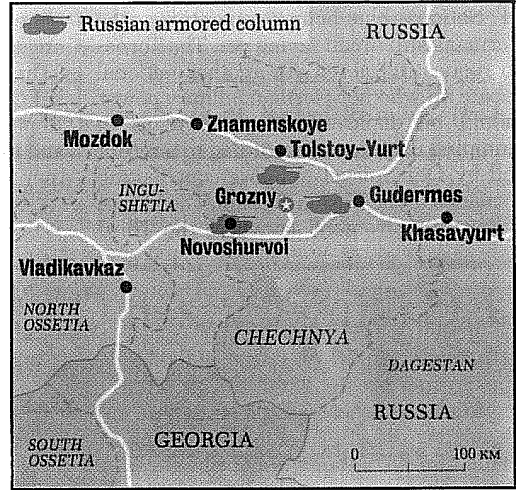 Russian armored column
RUSSIA
Mozdok
Znamenskoye
Tolstoy-Yurt
INGU-
SHETIA
Grozny
Gudermes
Khasavyurt
Novoshurvoi
Vladikavkaz
NORTH
OSSETIA
CHECHNYA
DAGESTAN
RUSSIA
GEORGIA
SOUTH
OSSETIA
0 100 KM